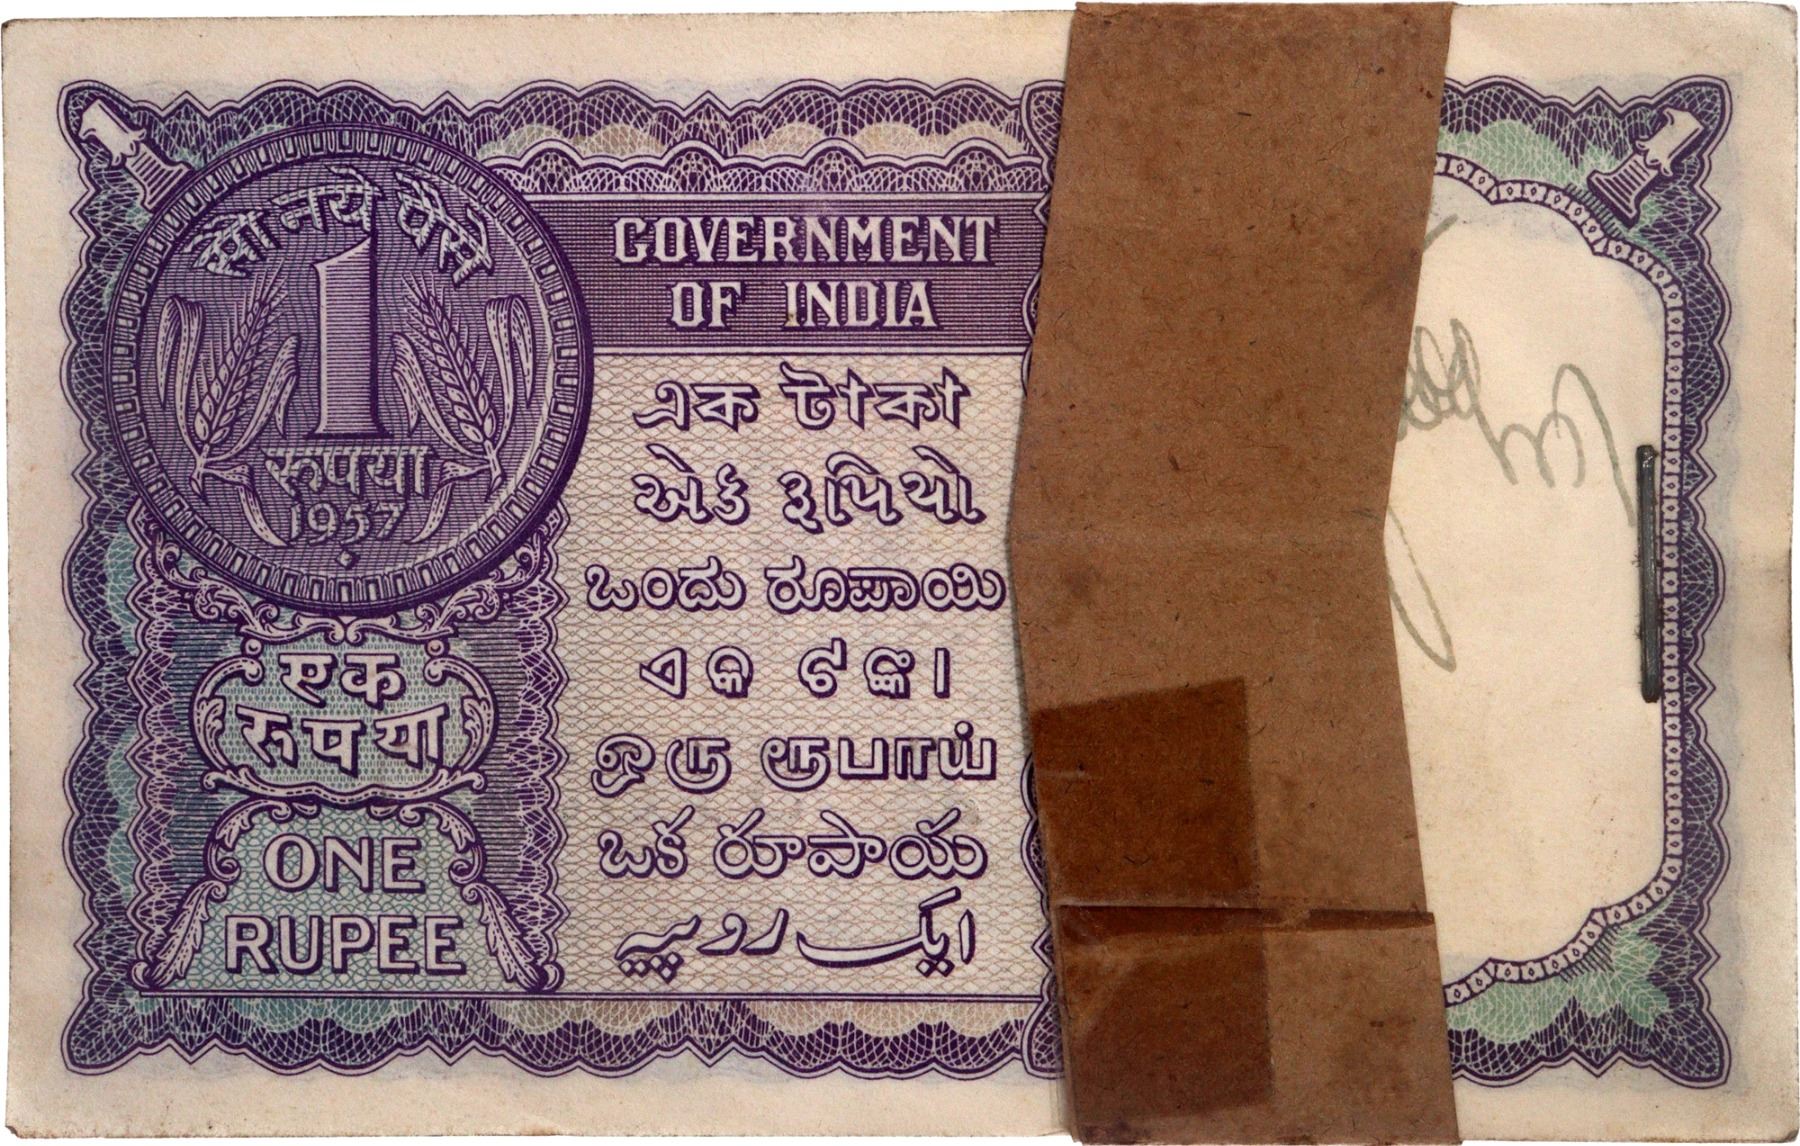 सौ नये पैसे
1
रूपया
1957
एक
रूपया
ONE
RUPEE
GOVERNMENT
OF INDIA
এক টাকা
એક રૂપિયો
ಒಂದು ರೂಪಾಯಿ
ଏକ ଟଙ୍କା
ஒரு ரூபாய்
ఒక రూపాయ
ایک روپیہ